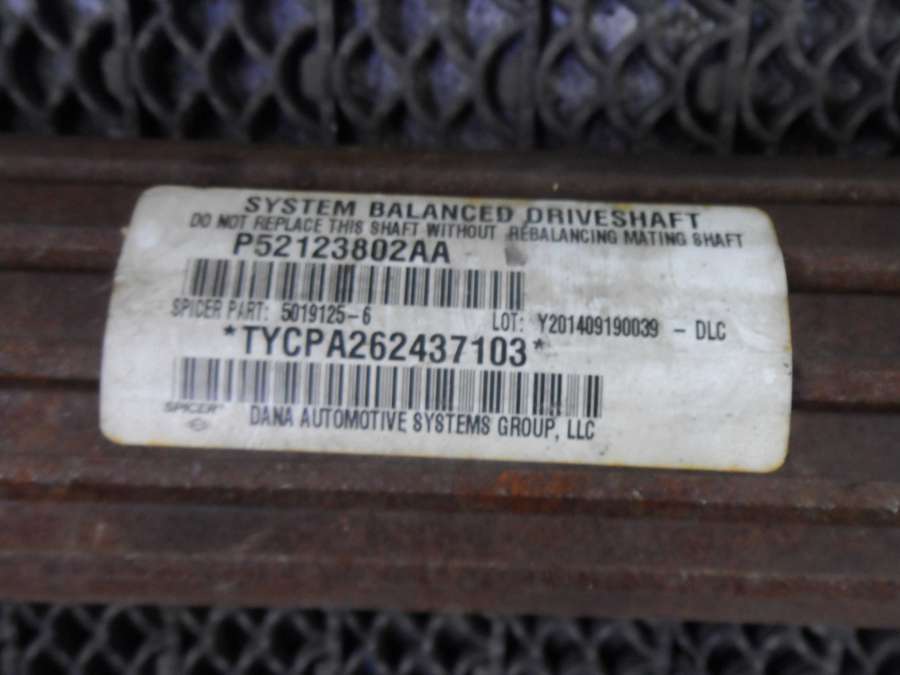 SYSTEM BALANCED DRIVESHAFT
DO NOT REPLACE THIS SHAFT WITHOUT REBALANCING MATING SHAFT
P52123802AA
SPICER PART: 5019125-6 LOT: Y201409190039 - DLC
*TYCPA262437103*
SPICER
DANA AUTOMOTIVE SYSTEMS GROUP, LLC